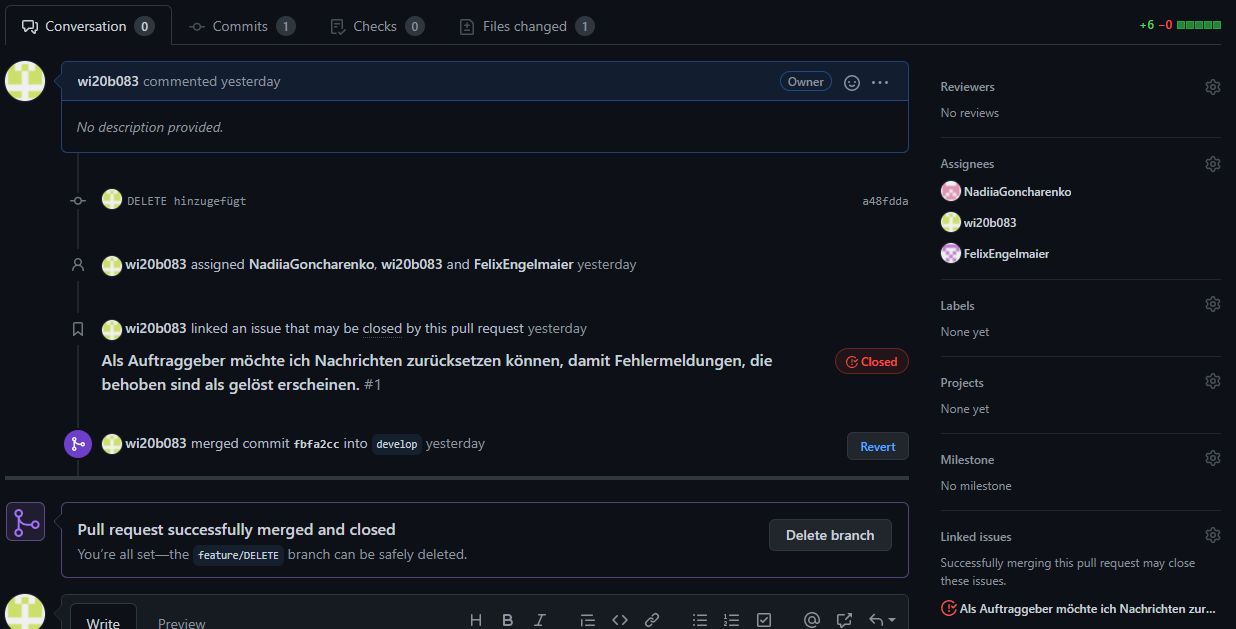 Conversation 0 Commits 1 Checks 0 Files changed 1 +6 −0
wi20b083 commented yesterday Owner
No description provided.
DELETE hinzugefügt a48fdda
wi20b083 assigned NadiiaGoncharenko, wi20b083 and FelixEngelmaier yesterday
wi20b083 linked an issue that may be closed by this pull request yesterday
Als Auftraggeber möchte ich Nachrichten zurücksetzen können, damit Fehlermeldungen, die
behoben sind als gelöst erscheinen. #1
Closed
wi20b083 merged commit fbfa2cc into develop yesterday Revert
Pull request successfully merged and closed
You're all set—the feature/DELETE branch can be safely deleted.
Delete branch
Write Preview
Reviewers
No reviews
Assignees
NadiiaGoncharenko
wi20b083
FelixEngelmaier
Labels
None yet
Projects
None yet
Milestone
No milestone
Linked issues
Successfully merging this pull request may close
these issues.
Als Auftraggeber möchte ich Nachrichten zur...